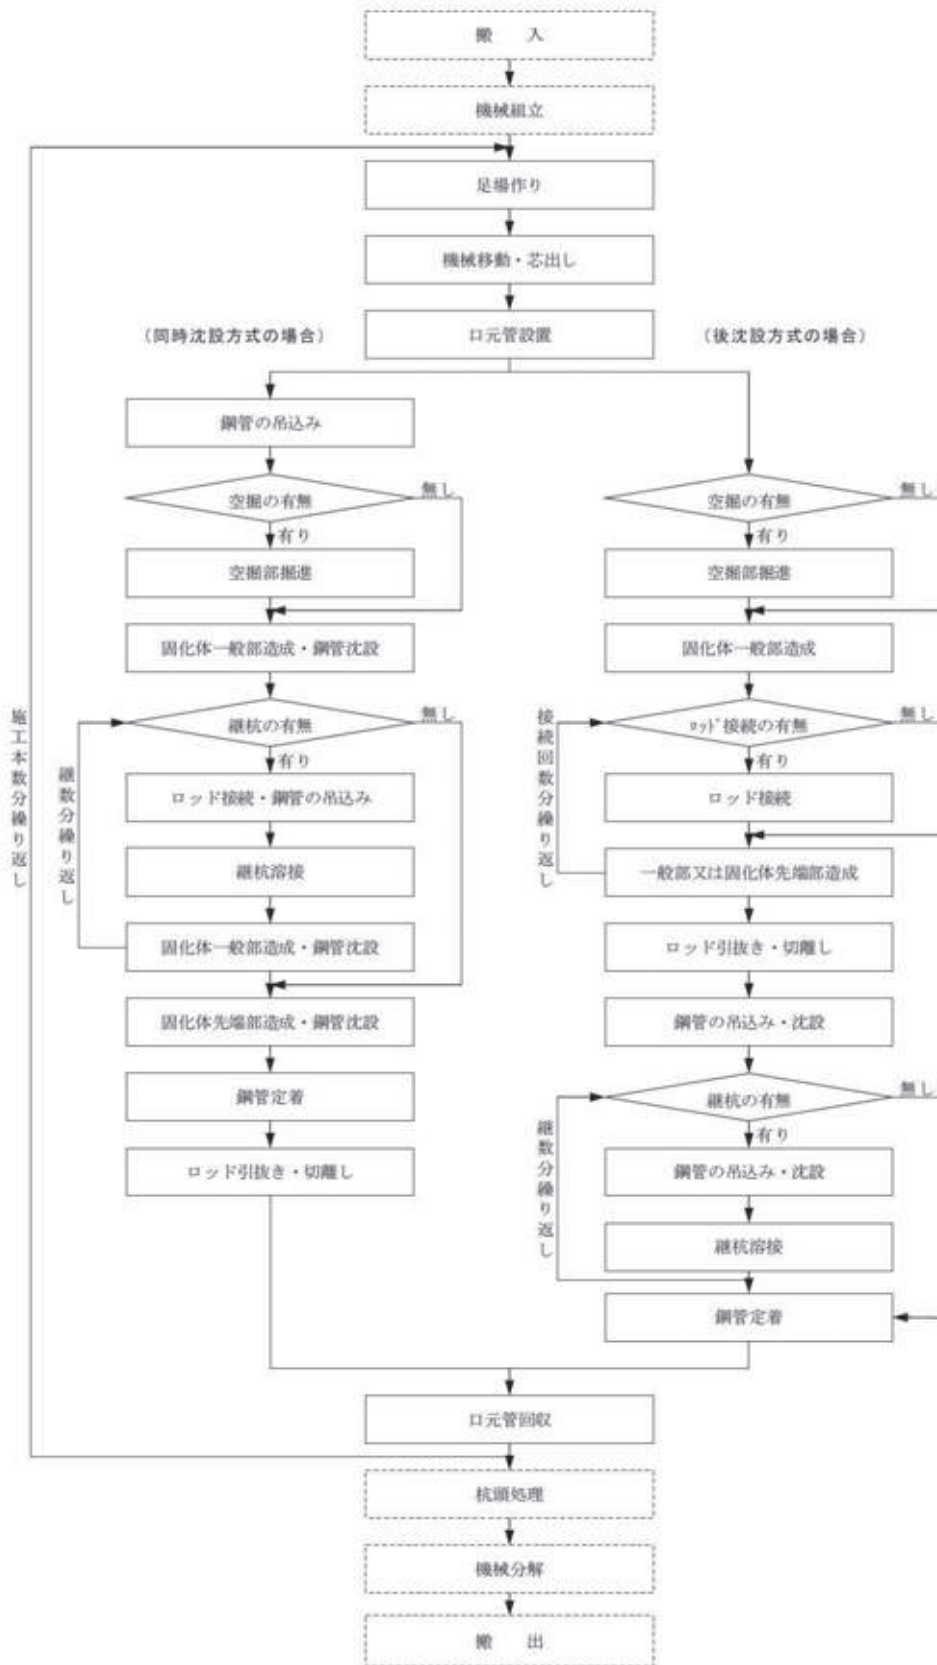 搬　入
機械組立
足場作り
機械移動・芯出し
口元管設置
（同時沈設方式の場合）
鋼管の吊込み
空掘の有無
無し
有り
空掘部掘進
固化体一般部造成・鋼管沈設
継杭の有無
無し
有り
ロッド接続・鋼管の吊込み
継杭溶接
固化体一般部造成・鋼管沈設
固化体先端部造成・鋼管沈設
鋼管定着
ロッド引抜き・切離し
継数分繰り返し
施工本数分繰り返し
（後沈設方式の場合）
空掘の有無
無し
有り
空掘部掘進
固化体一般部造成
ﾛｯﾄﾞ接続の有無
無し
有り
ロッド接続
一般部又は固化体先端部造成
接続回数分繰り返し
ロッド引抜き・切離し
鋼管の吊込み・沈設
継杭の有無
無し
有り
鋼管の吊込み・沈設
継杭溶接
継数分繰り返し
鋼管定着
口元管回収
杭頭処理
機械分解
搬　出